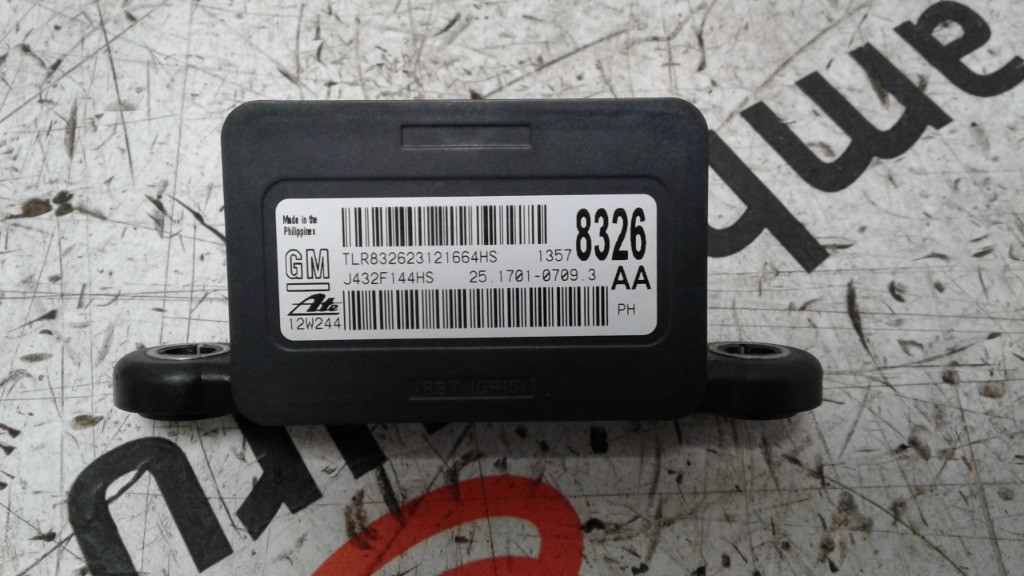 Made in the
Philippines
GM
TLR832623121664HS 1357
8326
J432F144HS 25.1701-0709.3
AA
Ate
12W244
PH